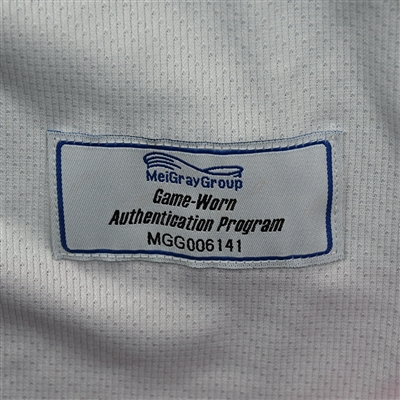 MeiGrayGroup
Game-Worn
Authentication Program
MGG006141